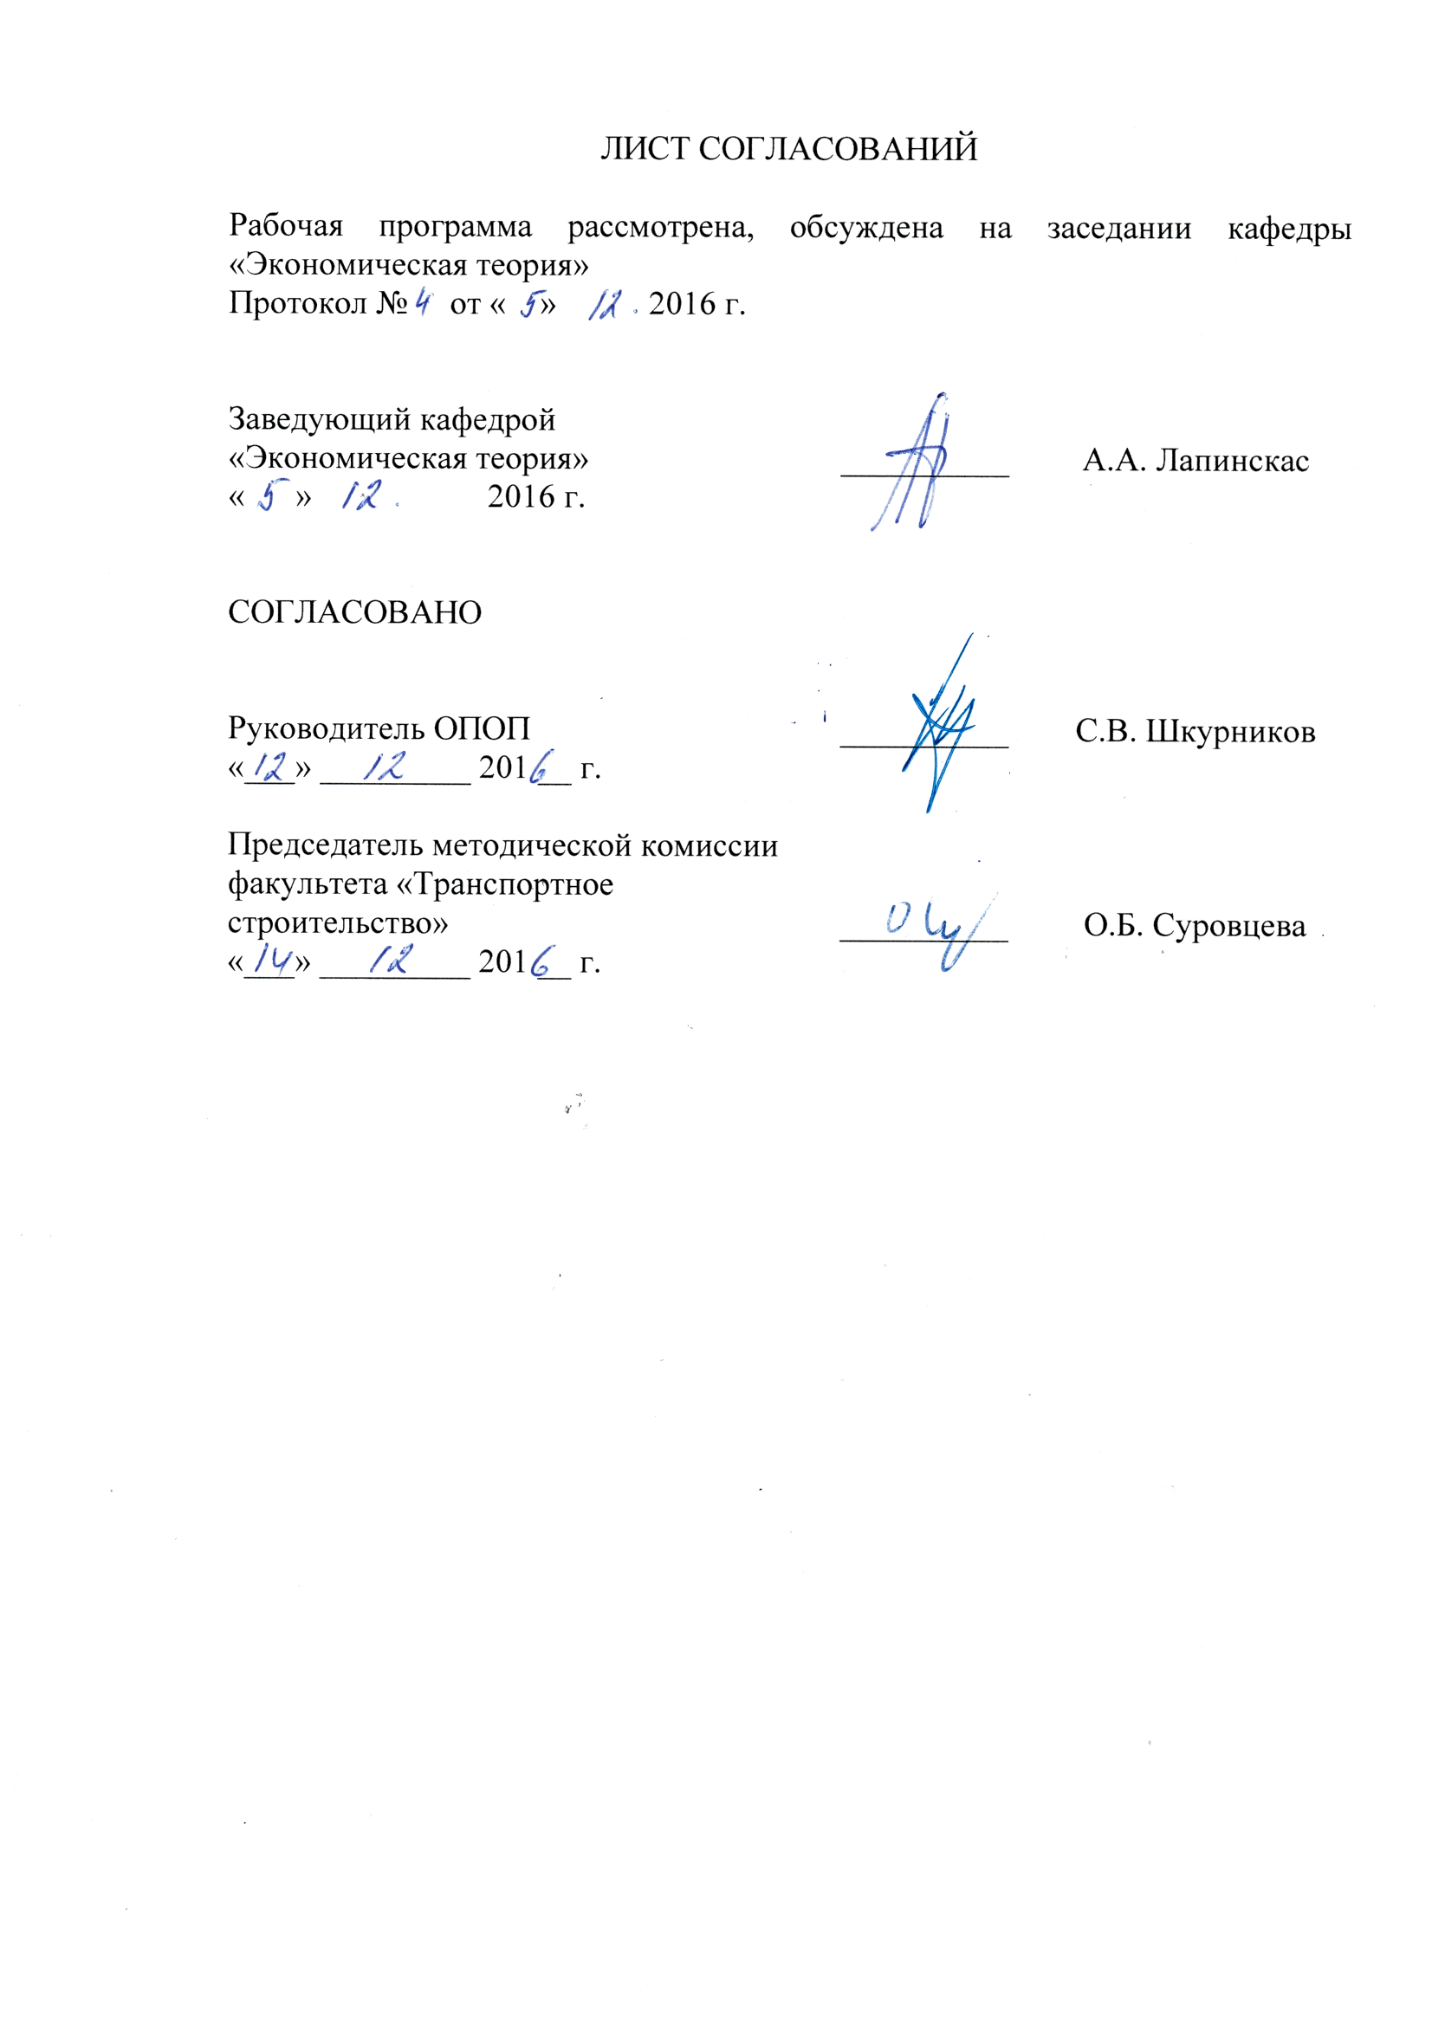 ЛИСТ СОГЛАСОВАНИЙ
Рабочая программа рассмотрена, обсуждена на заседании кафедры
«Экономическая теория»
Протокол № 4 от « 5» 12 . 2016 г.
Заведующий кафедрой
«Экономическая теория» А.А. Лапинскас
« 5 » 12 . 2016 г.
СОГЛАСОВАНО
Руководитель ОПОП С.В. Шкурников
«12» 12 2016 г.
Председатель методической комиссии
факультета «Транспортное
строительство» О.Б. Суровцева
«14» 12 2016 г.